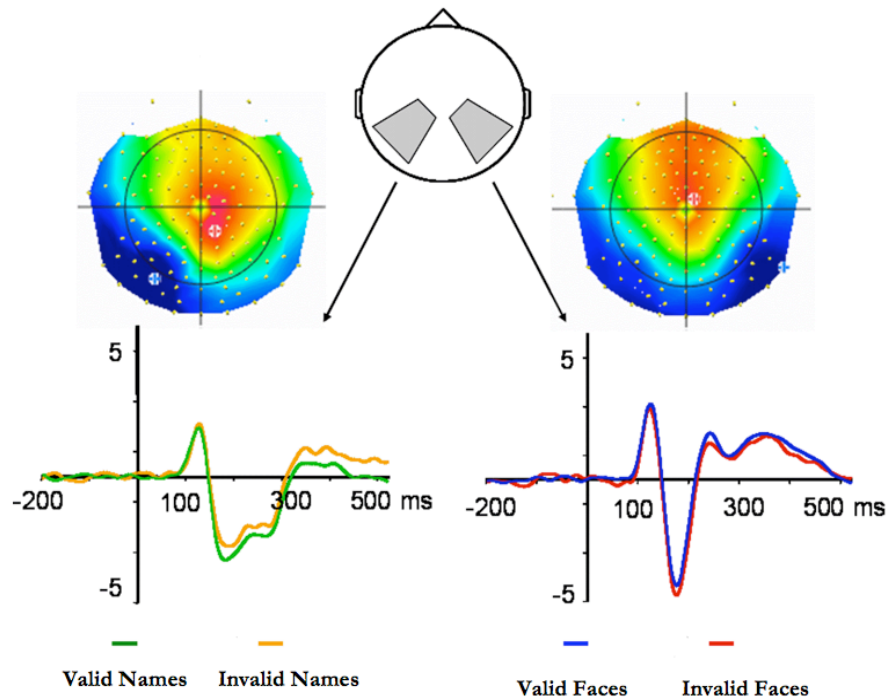 5
-200
100
300
500 ms
-5
5
-200
100
300
500 ms
-5
Valid Names
Invalid Names
Valid Faces
Invalid Faces